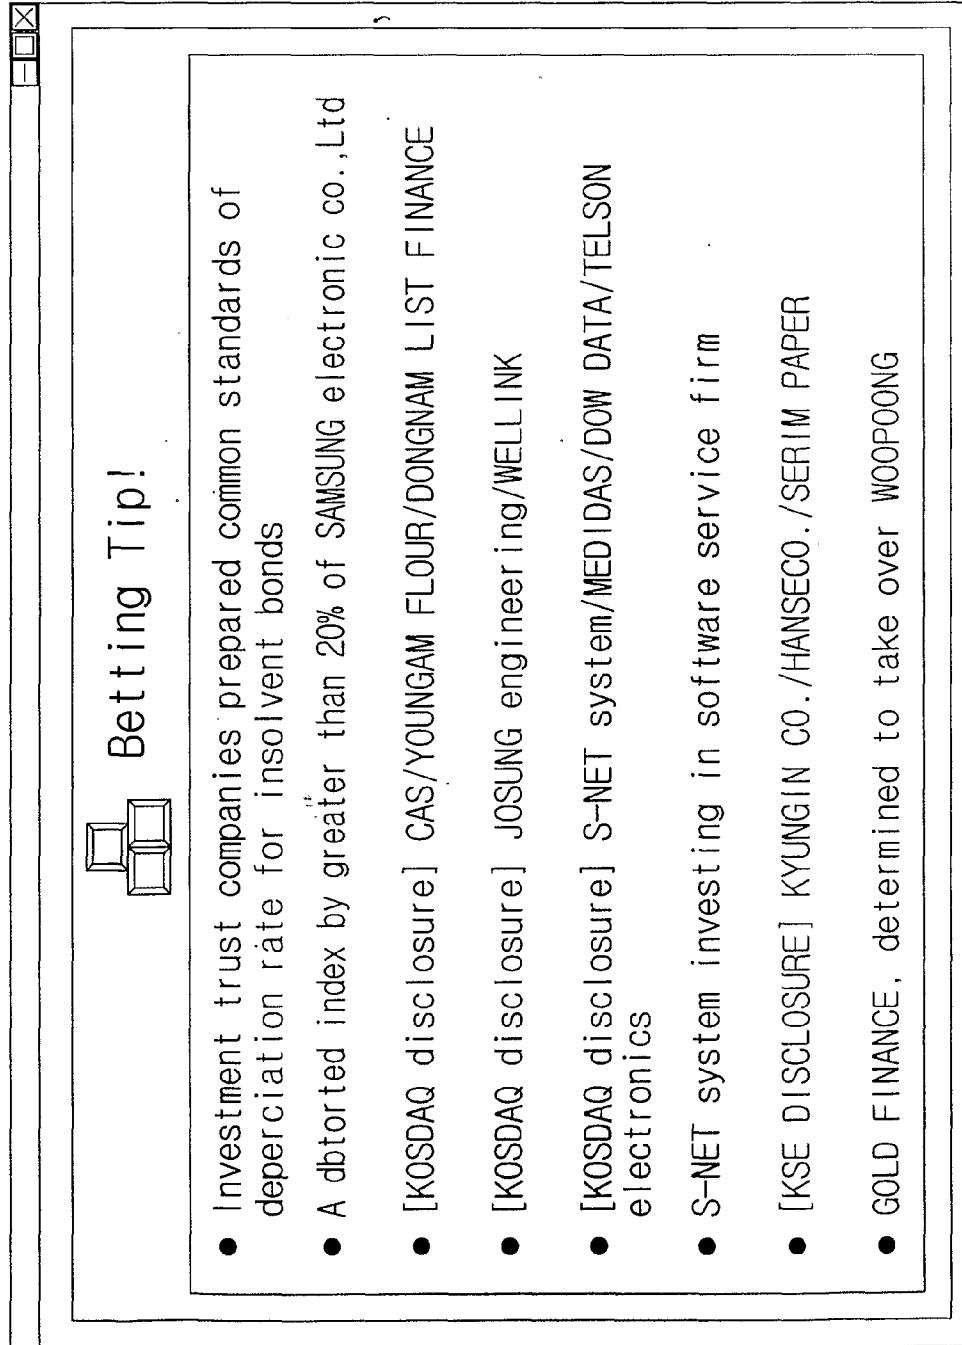 Betting Tip!
● Investment trust companies prepared common standards of
deperciation rate for insolvent bonds
● A dbtorted index by greater than 20% of SAMSUNG electronic co.,Ltd
● [KOSDAQ disclosure] CAS/YOUNGAM FLOUR/DONGNAM LIST FINANCE
● [KOSDAQ disclosure] JOSUNG engineering/WELLINK
● [KOSDAQ disclosure] S-NET system/MEDIDAS/DOW DATA/TELSON
electronics
● S-NET system investing in software service firm
● [KSE DISCLOSURE] KYUNGIN CO./HANSECO./SERIM PAPER
● GOLD FINANCE, determined to take over WOOPOONG